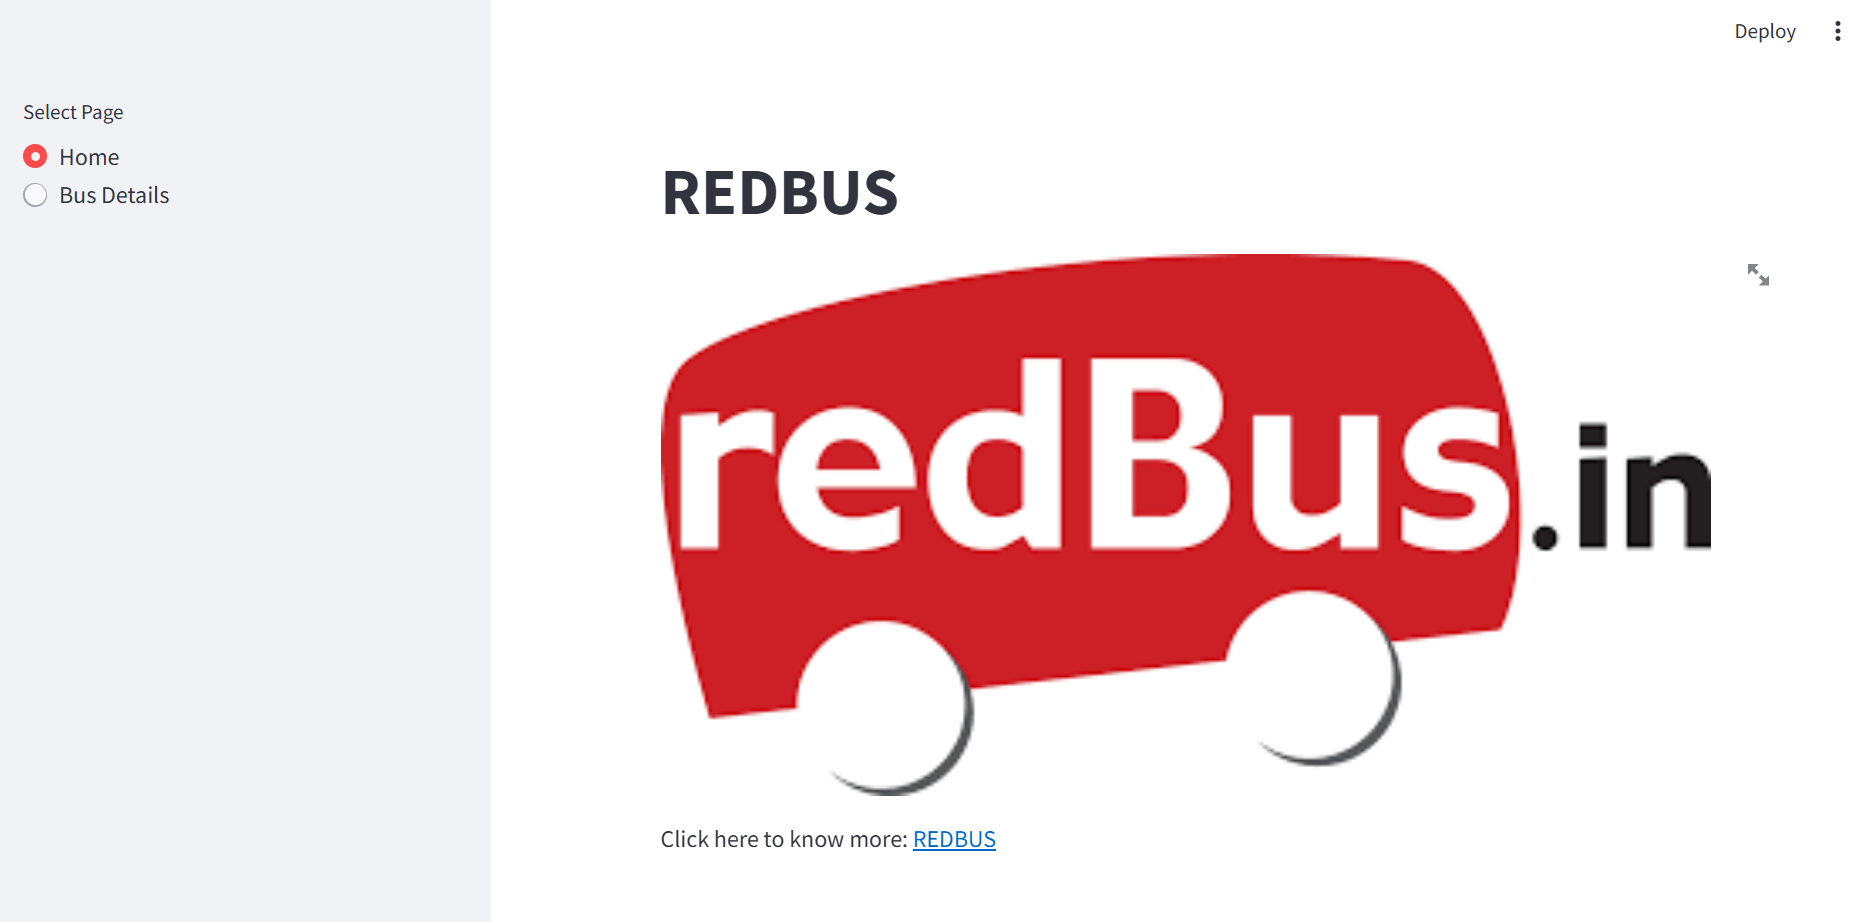 Deploy
Select Page
Home
Bus Details
REDBUS
redBus.in
Click here to know more: REDBUS